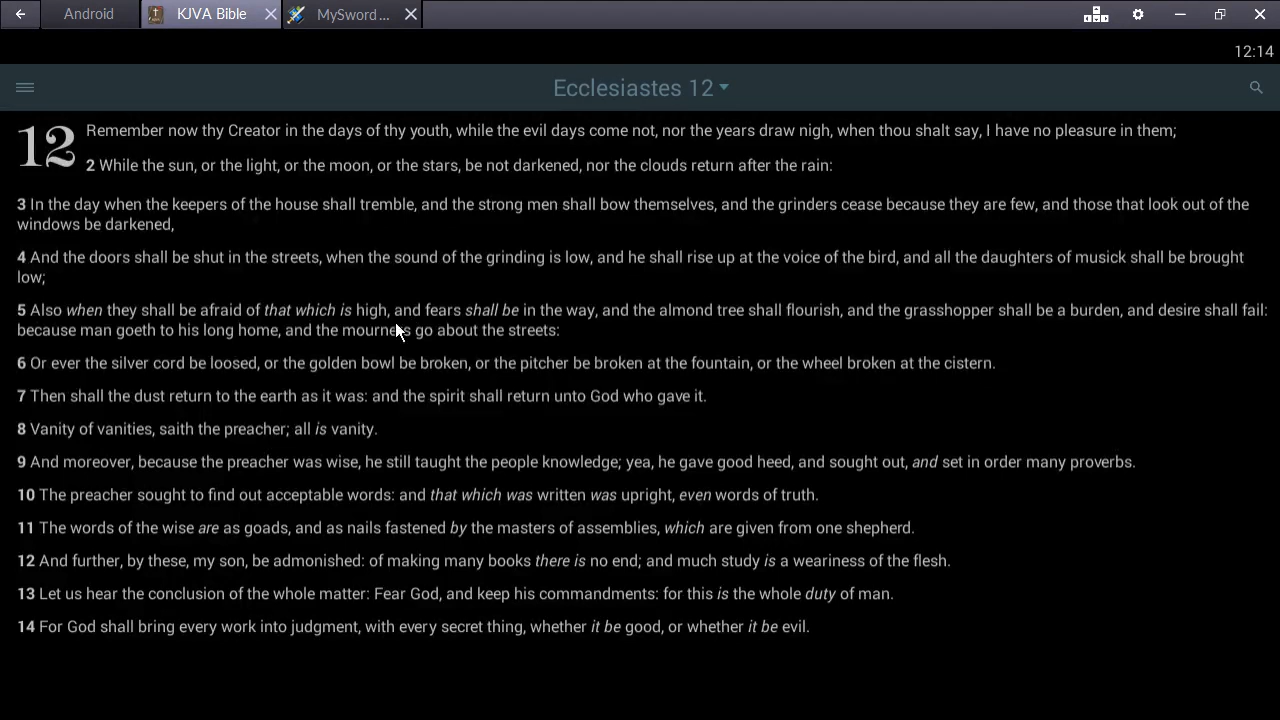 Android
KJVA Bible
MySword ...
12:14
Ecclesiastes 12
12 Remember now thy Creator in the days of thy youth, while the evil days come not, nor the years draw nigh, when thou shalt say, I have no pleasure in them;
2 While the sun, or the light, or the moon, or the stars, be not darkened, nor the clouds return after the rain:
3 In the day when the keepers of the house shall tremble, and the strong men shall bow themselves, and the grinders cease because they are few, and those that look out of the
windows be darkened,
4 And the doors shall be shut in the streets, when the sound of the grinding is low, and he shall rise up at the voice of the bird, and all the daughters of musick shall be brought
low;
5 Also when they shall be afraid of that which is high, and fears shall be in the way, and the almond tree shall flourish, and the grasshopper shall be a burden, and desire shall fail:
because man goeth to his long home, and the mourners go about the streets:
6 Or ever the silver cord be loosed, or the golden bowl be broken, or the pitcher be broken at the fountain, or the wheel broken at the cistern.
7 Then shall the dust return to the earth as it was: and the spirit shall return unto God who gave it.
8 Vanity of vanities, saith the preacher; all is vanity.
9 And moreover, because the preacher was wise, he still taught the people knowledge; yea, he gave good heed, and sought out, and set in order many proverbs.
10 The preacher sought to find out acceptable words: and that which was written was upright, even words of truth.
11 The words of the wise are as goads, and as nails fastened by the masters of assemblies, which are given from one shepherd.
12 And further, by these, my son, be admonished: of making many books there is no end; and much study is a weariness of the flesh.
13 Let us hear the conclusion of the whole matter: Fear God, and keep his commandments: for this is the whole duty of man.
14 For God shall bring every work into judgment, with every secret thing, whether it be good, or whether it be evil.